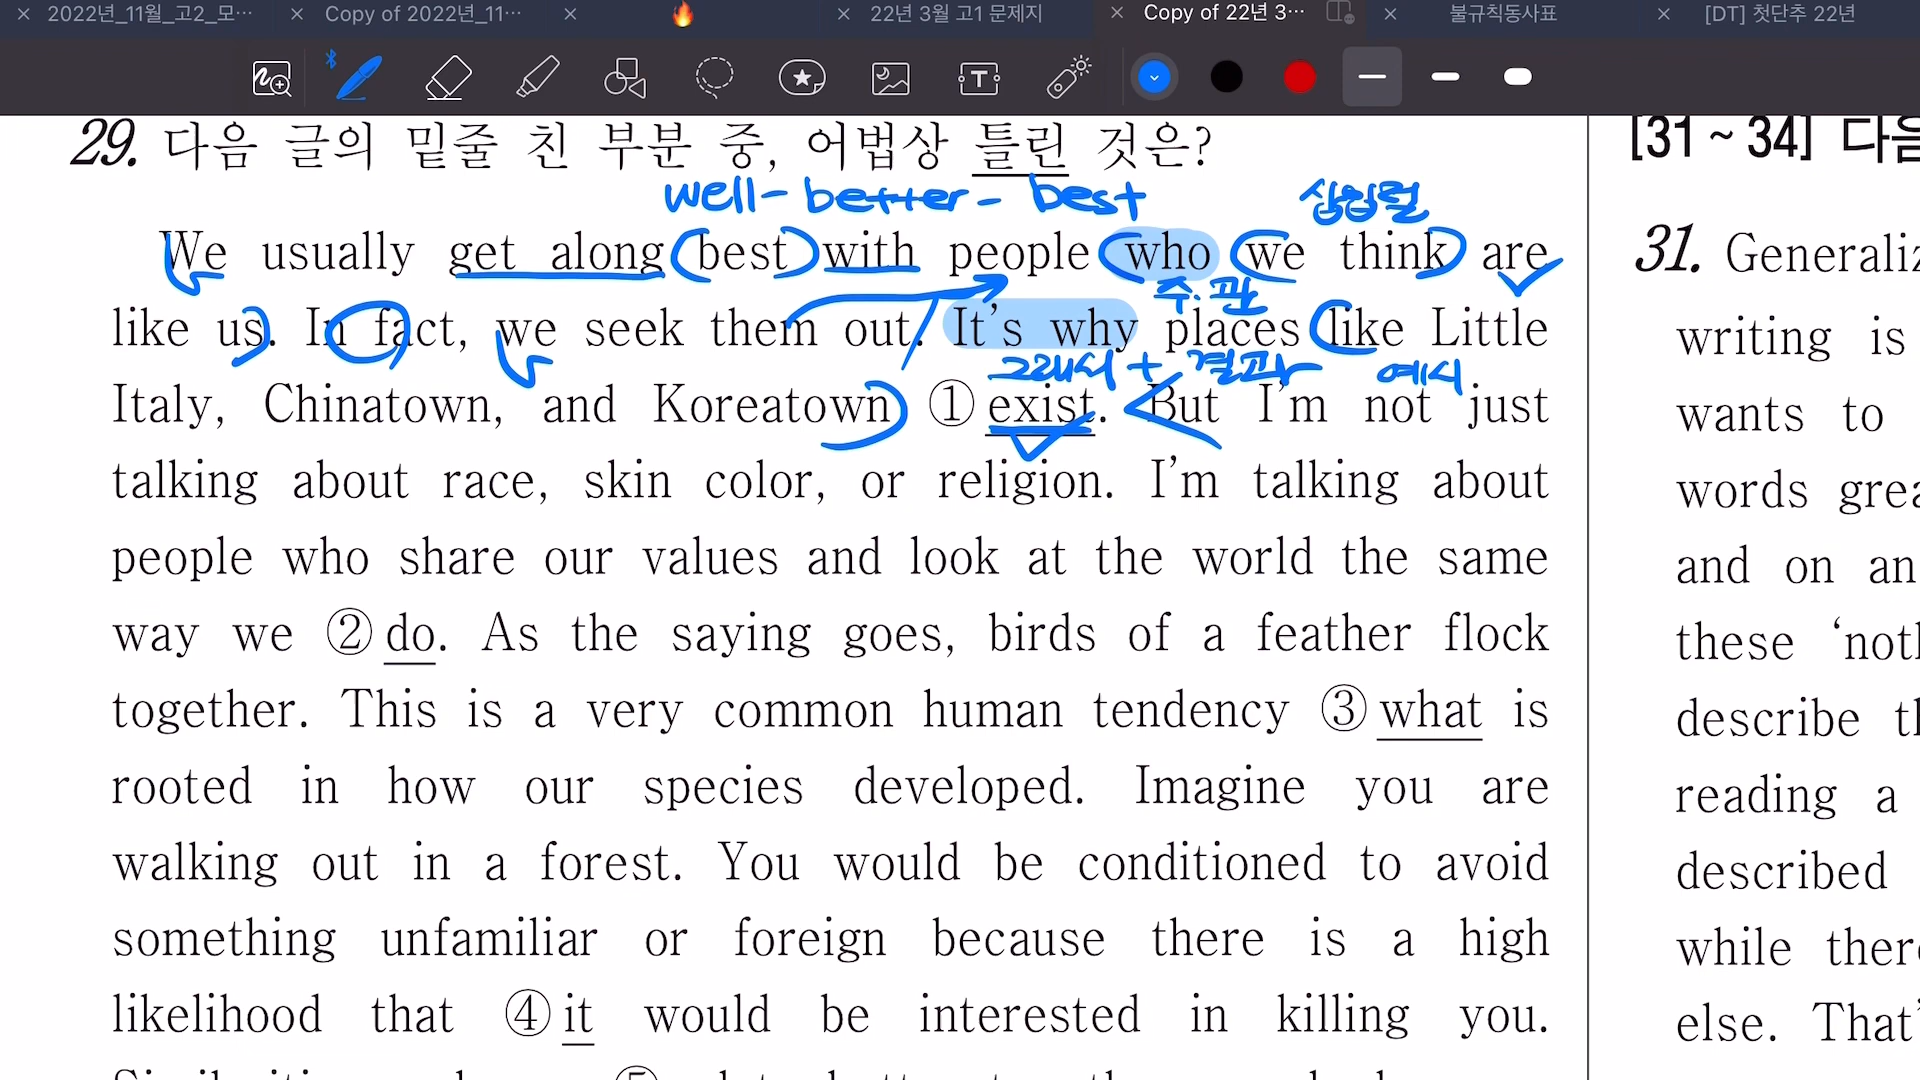 2022년_11월_고2_모… Copy of 2022년_11… 🔥 22년 3월 고1 문제지 Copy of 22년 3… 불규칙동사표 [DT] 첫단추 22년
29. 다음 글의 밑줄 친 부분 중, 어법상 틀린 것은?
well - better - best 삽입절
We usually get along best with people who we think are
주·관
like us. In fact, we seek them out. It's why places like Little
그래서 + 결과 예시
Italy, Chinatown, and Koreatown ① exist. But I'm not just
talking about race, skin color, or religion. I'm talking about
people who share our values and look at the world the same
way we ② do. As the saying goes, birds of a feather flock
together. This is a very common human tendency ③ what is
rooted in how our species developed. Imagine you are
walking out in a forest. You would be conditioned to avoid
something unfamiliar or foreign because there is a high
likelihood that ④ it would be interested in killing you.
[31 ~ 34] 다음
31. Generaliz
writing is
wants to
words grea
and on an
these ‘noth
describe th
reading a
described
while there
else. That'